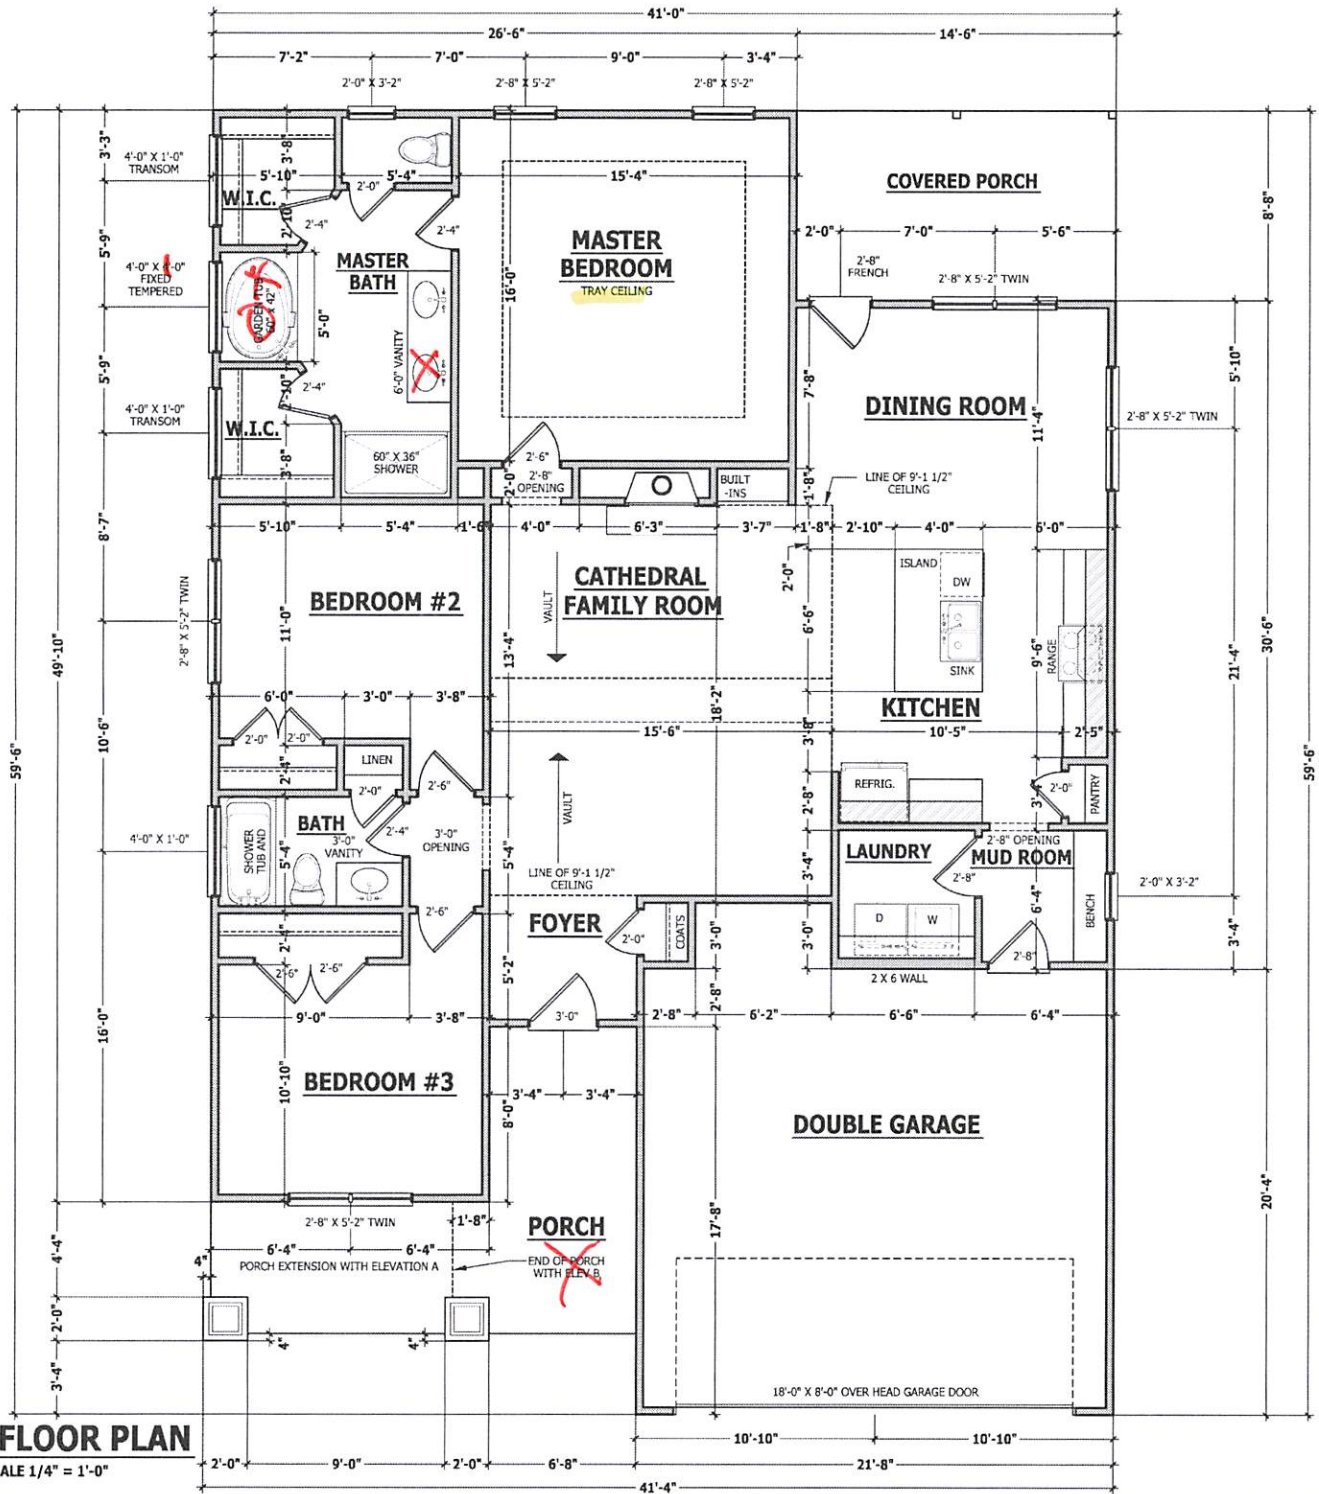 41'-0"
26'-6"
14'-6"
7'-2"
7'-0"
9'-0"
3'-4"
2'-0" X 3'-2"
2'-8" X 5'-2"
2'-8" X 5'-2"
3'-3"
4'-0" X 1'-0"
TRANSOM
3'-8"
5'-10"
5'-4"
15'-4"
W.I.C.
2'-0"
2'-4"
2'-10"
2'-4"
COVERED PORCH
8'-8"
2'-0"
7'-0"
5'-6"
MASTER
BEDROOM
TRAY CEILING
MASTER
BATH
5'-9"
FIXED
TEMPERED
GARDEN TUB
60" X 42"
5'-0"
16'-0"
6'-0" VANITY
2'-8"
FRENCH
2'-8" X 5'-2" TWIN
5'-9"
2'-10"
2'-4"
4'-0" X 1'-0"
TRANSOM
W.I.C.
3'-8"
60" X 36"
SHOWER
7'-8"
DINING ROOM
11'-4"
5'-10"
2'-8" X 5'-2" TWIN
2'-6"
2'-8"
OPENING
2'-0"
BUILT
-INS
1'-8"
LINE OF 9'-1 1/2"
CEILING
8'-7"
5'-10"
5'-4"
1'-6"
4'-0"
6'-3"
3'-7"
1'-8"
2'-10"
4'-0"
6'-0"
2'-0"
ISLAND
DW
CATHEDRAL
FAMILY ROOM
BEDROOM #2
11'-0"
VAULT
13'-4"
6'-6"
SINK
RANGE
9'-6"
21'-4"
30'-6"
2'-8" X 5'-2" TWIN
49'-10"
59'-6"
59'-6"
6'-0"
3'-0"
3'-8"
18'-2"
KITCHEN
10'-6"
2'-0"
2'-0"
15'-6"
3'-8"
10'-5"
2'-5"
LINEN
2'-4"
2'-0"
2'-6"
VAULT
REFRIG.
2'-8"
3'-4"
2'-0"
PANTRY
4'-0" X 1'-0"
SHOWER
TUB AND
BATH
5'-4"
3'-0"
VANITY
2'-4"
3'-0"
OPENING
5'-4"
LINE OF 9'-1 1/2"
CEILING
3'-4"
LAUNDRY
2'-8" OPENING
MUD ROOM
2'-8"
6'-4"
BENCH
2'-0" X 3'-2"
2'-6"
FOYER
2'-0"
COATS
3'-0"
3'-0"
D
W
2'-8"
3'-4"
2'-4"
2'-6"
2'-6"
5'-2"
2 X 6 WALL
2'-8"
9'-0"
3'-8"
3'-0"
2'-8"
6'-2"
6'-6"
6'-4"
16'-0"
BEDROOM #3
10'-10"
3'-4"
3'-4"
8'-0"
DOUBLE GARAGE
17'-8"
20'-4"
2'-8" X 5'-2" TWIN
1'-8"
PORCH
6'-4"
6'-4"
END OF PORCH
WITH ELEV B
4'-4"
4"
PORCH EXTENSION WITH ELEVATION A
2'-0"
4"
4"
3'-4"
18'-0" X 8'-0" OVER HEAD GARAGE DOOR
FLOOR PLAN
ALE 1/4" = 1'-0"
10'-10"
10'-10"
2'-0"
9'-0"
2'-0"
6'-8"
21'-8"
41'-4"